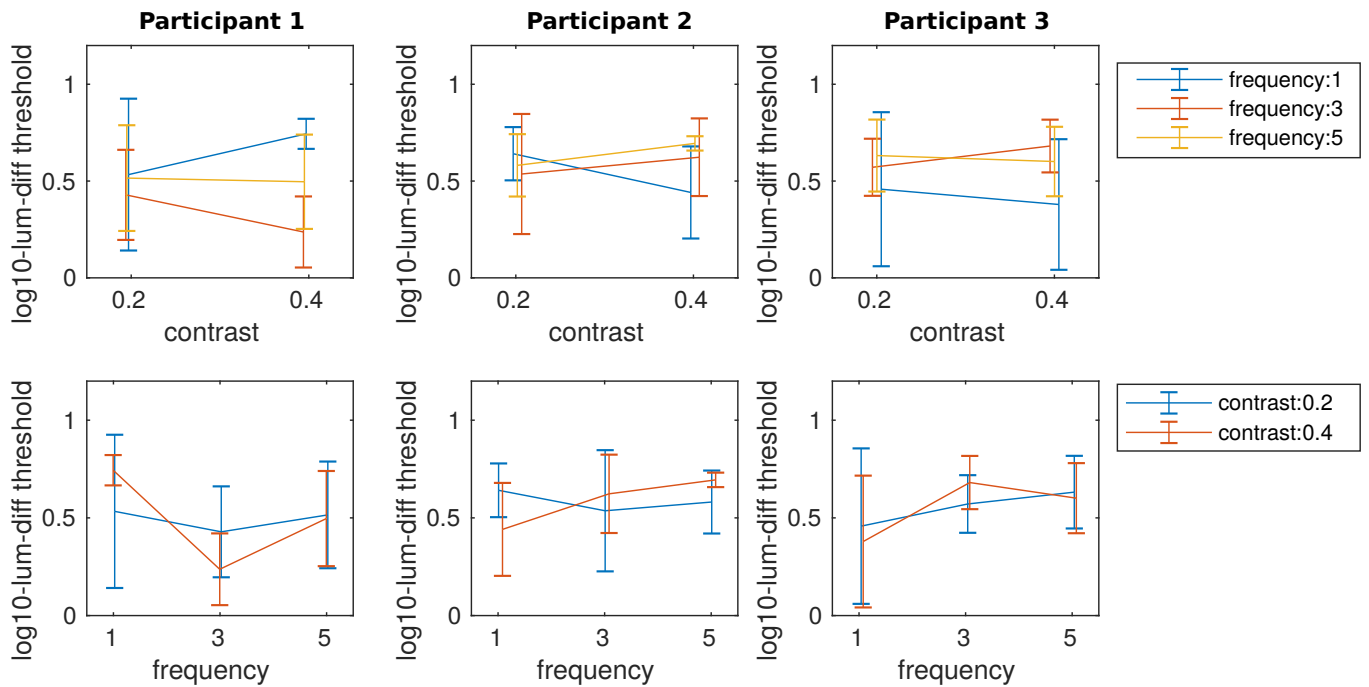 Participant 1
Participant 2
Participant 3
log10-lum-diff threshold
1
0.5
0
0.2
0.4
contrast
log10-lum-diff threshold
1
0.5
0
0.2
0.4
contrast
log10-lum-diff threshold
1
0.5
0
0.2
0.4
contrast
frequency:1
frequency:3
frequency:5
log10-lum-diff threshold
1
0.5
0
1
3
5
frequency
log10-lum-diff threshold
1
0.5
0
1
3
5
frequency
log10-lum-diff threshold
1
0.5
0
1
3
5
frequency
contrast:0.2
contrast:0.4